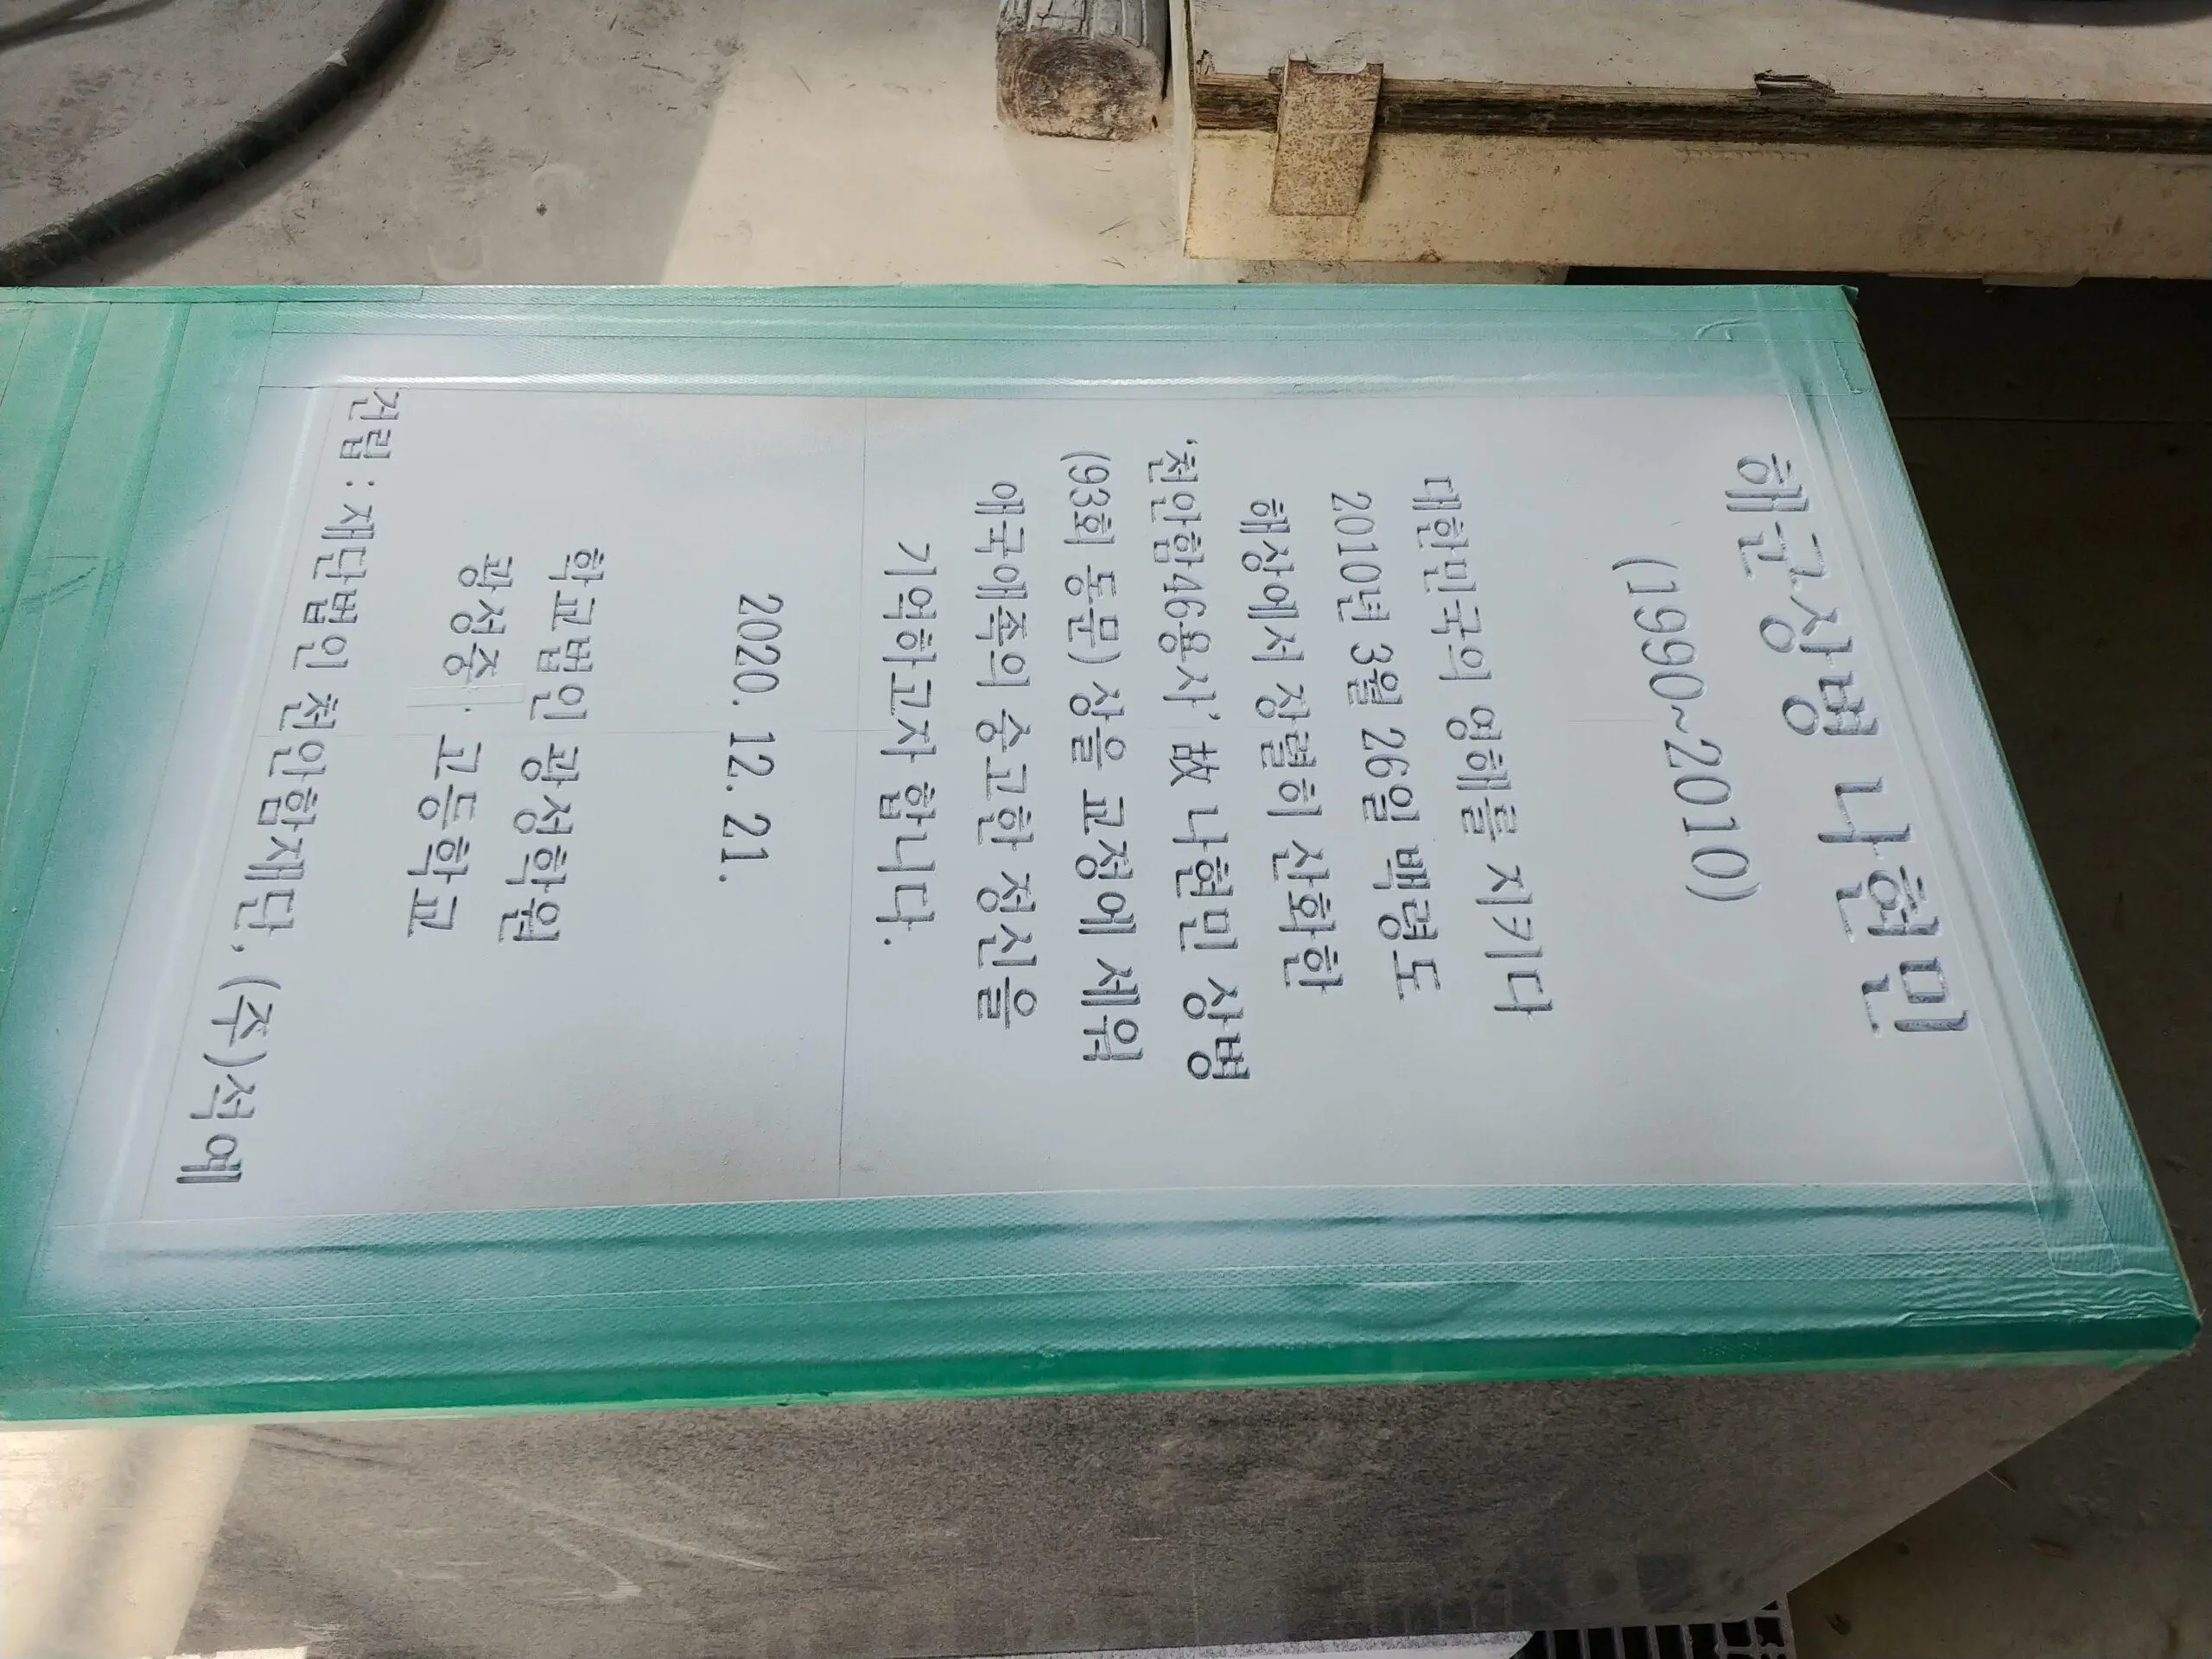 해군상병 나현민
(1990~2010)
대한민국의 영해를 지키다
2010년 3월 26일 백령도
해상에서 장렬히 산화한
'천안함46용사' 故 나현민 상병
(93회 동문) 상을 교정에 세워
애국애족의 숭고한 정신을
기억하고자 합니다.
2020. 12. 21.
학교법인 광성학원
광성중· 고등학교
건립 : 재단법인 천안함재단, (주)석예